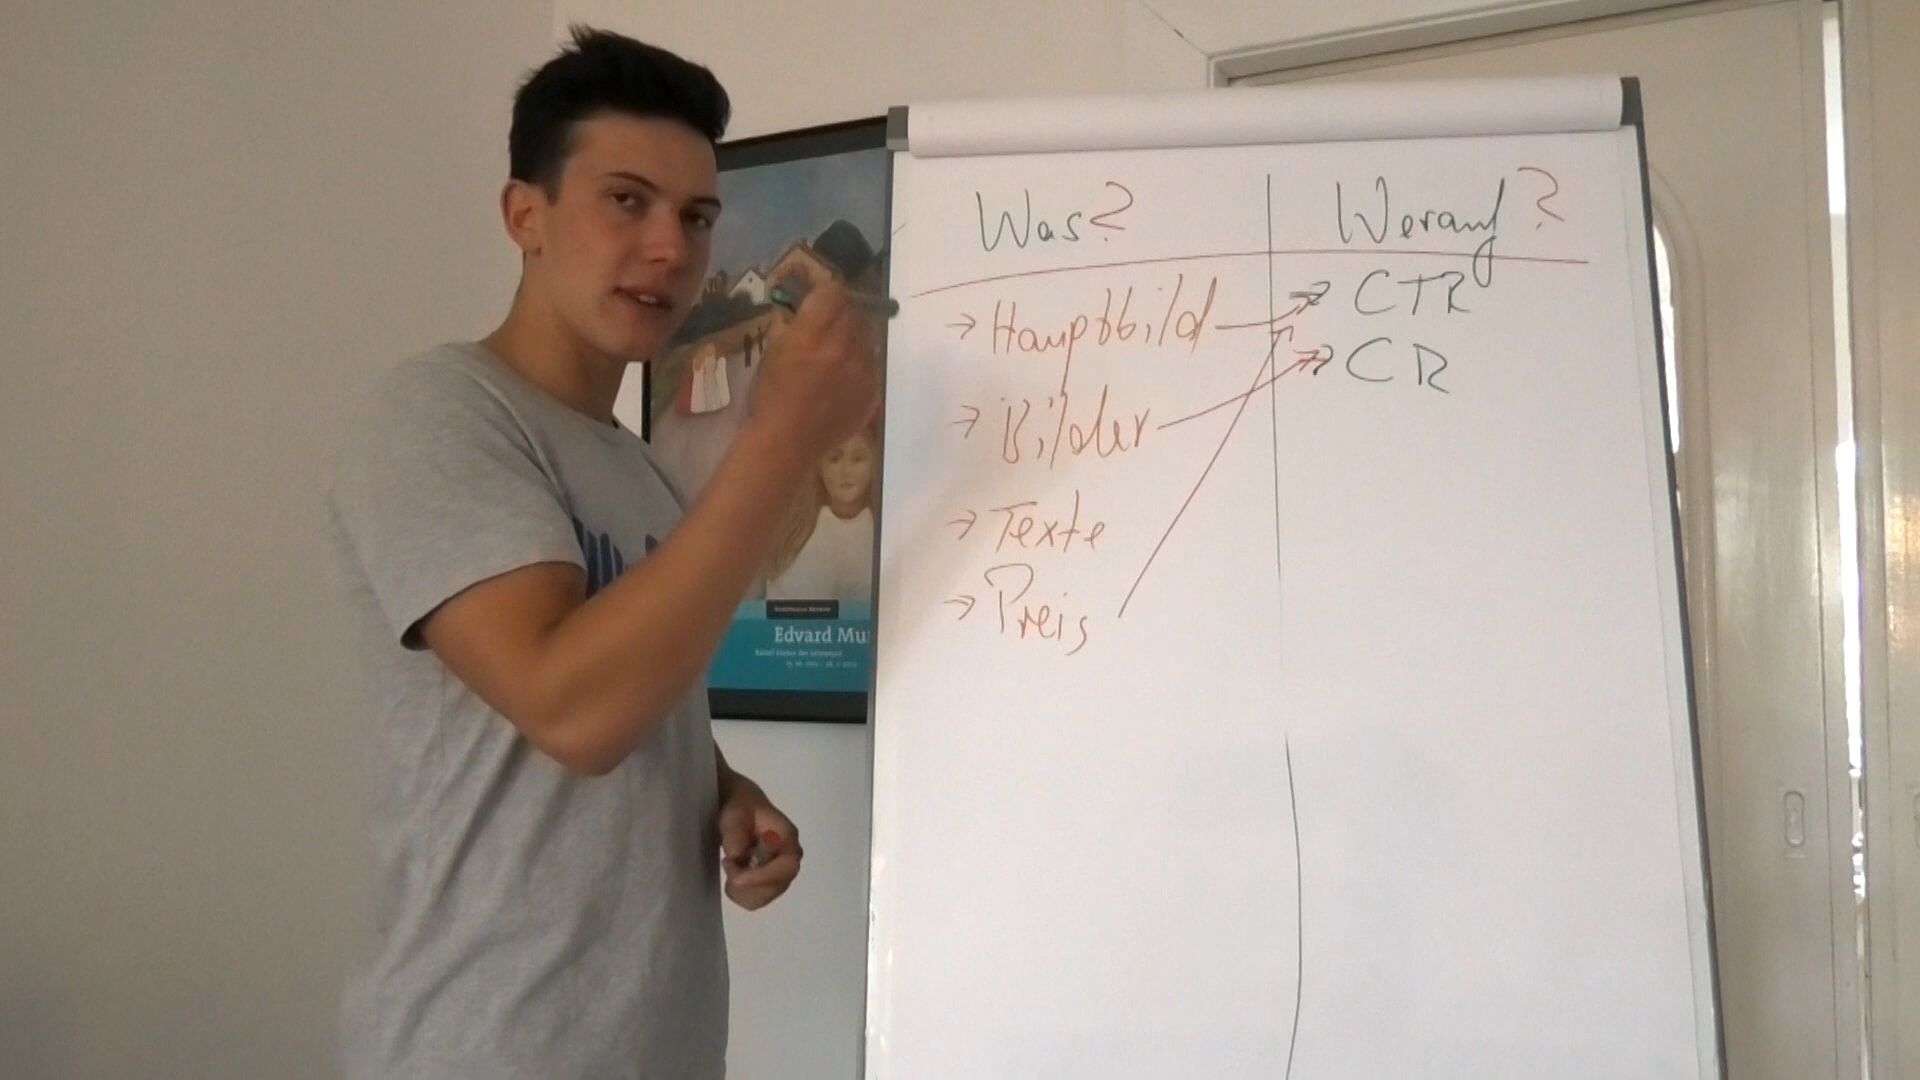 Was? Worauf?
→ Hauptbild → CTR
→ Bilder → CR
→ Texte
→ Preis
Edvard Mu